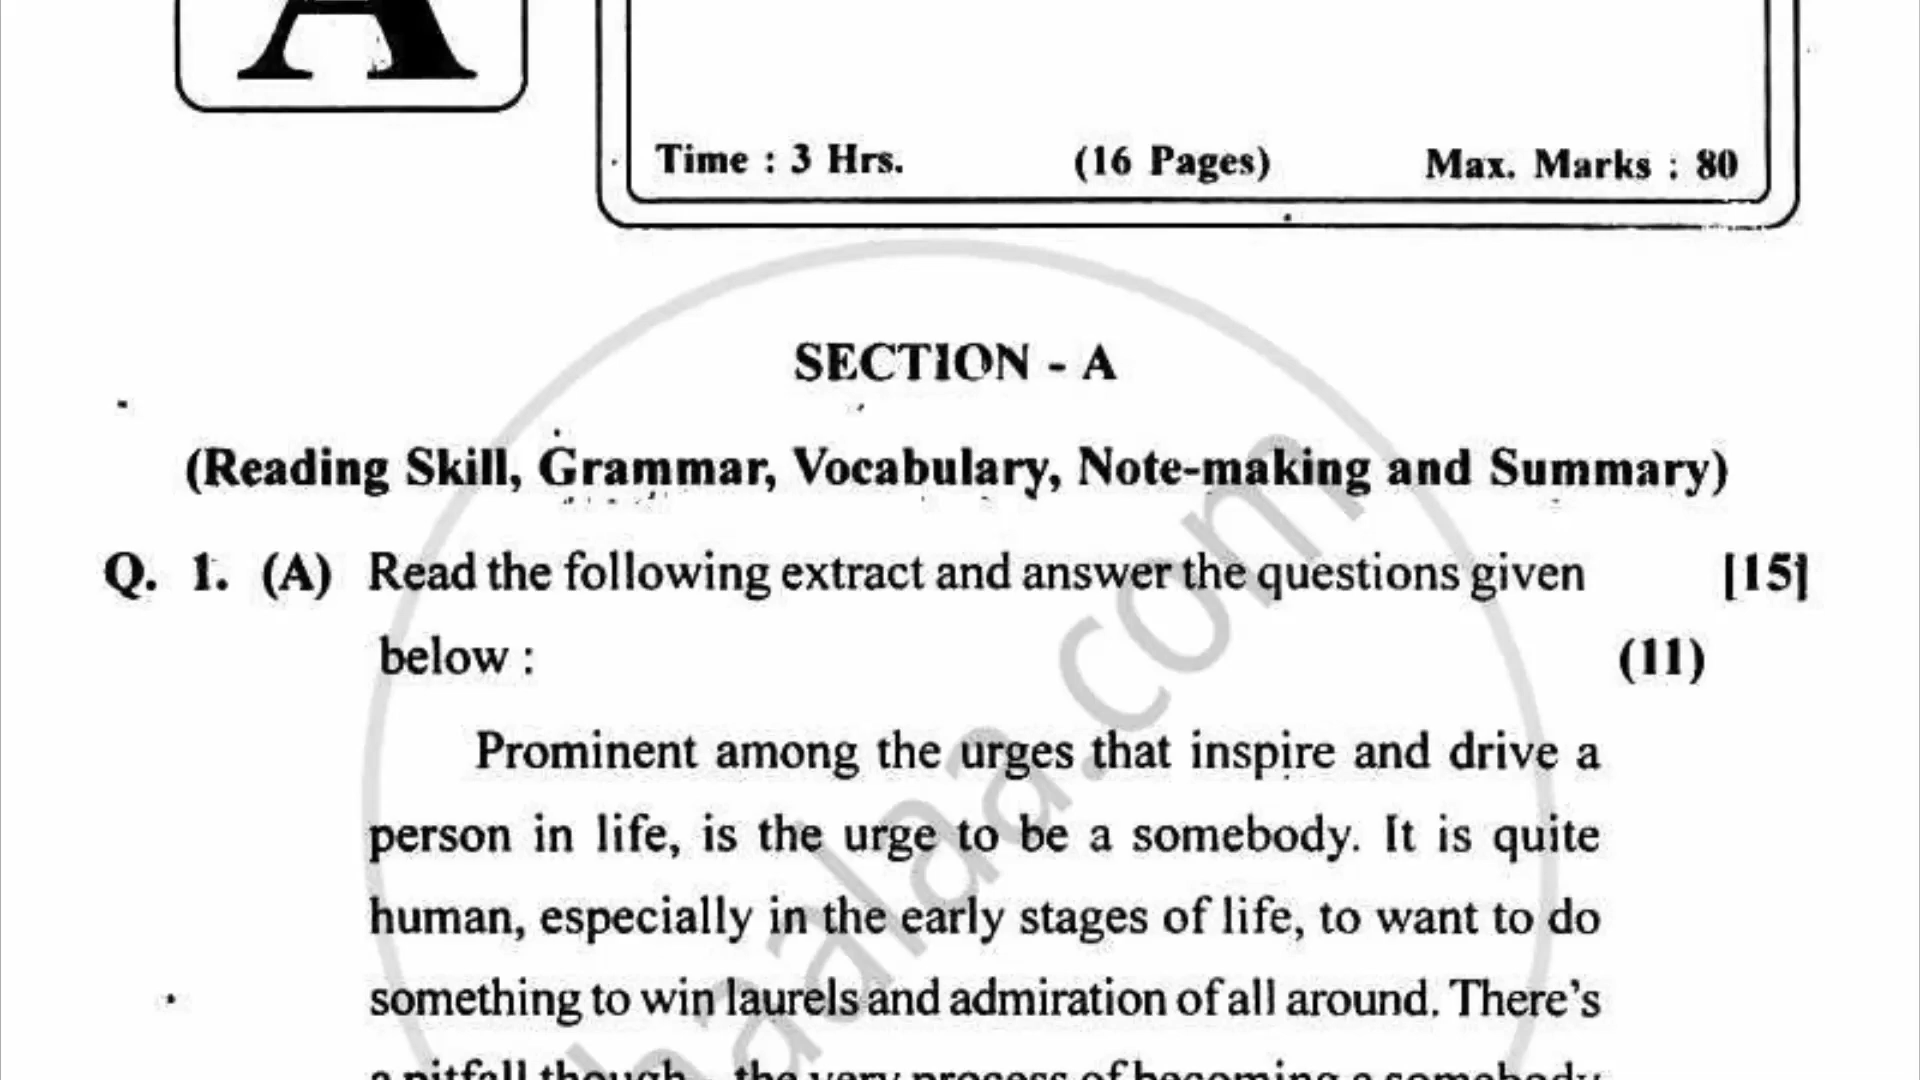 A
Time : 3 Hrs. (16 Pages) Max. Marks : 80
SECTION - A
(Reading Skill, Grammar, Vocabulary, Note-making and Summary)
Q. 1. (A) Read the following extract and answer the questions given [15]
below : (11)
Prominent among the urges that inspire and drive a
person in life, is the urge to be a somebody. It is quite
human, especially in the early stages of life, to want to do
something to win laurels and admiration of all around. There's
a pitfall though – the very process of becoming a somebody
haalaa.com